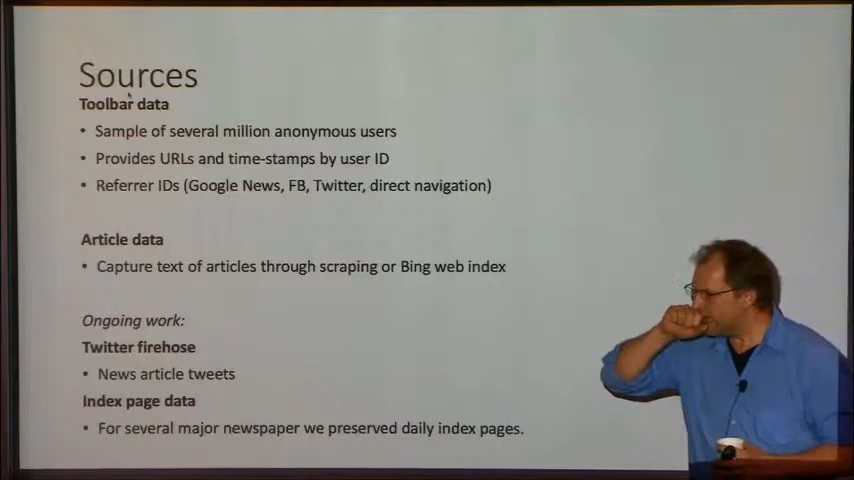 Sources
Toolbar data
• Sample of several million anonymous users
• Provides URLs and time-stamps by user ID
• Referrer IDs (Google News, FB, Twitter, direct navigation)
Article data
• Capture text of articles through scraping or Bing web index
Ongoing work:
Twitter firehose
• News article tweets
Index page data
• For several major newspaper we preserved daily index pages.